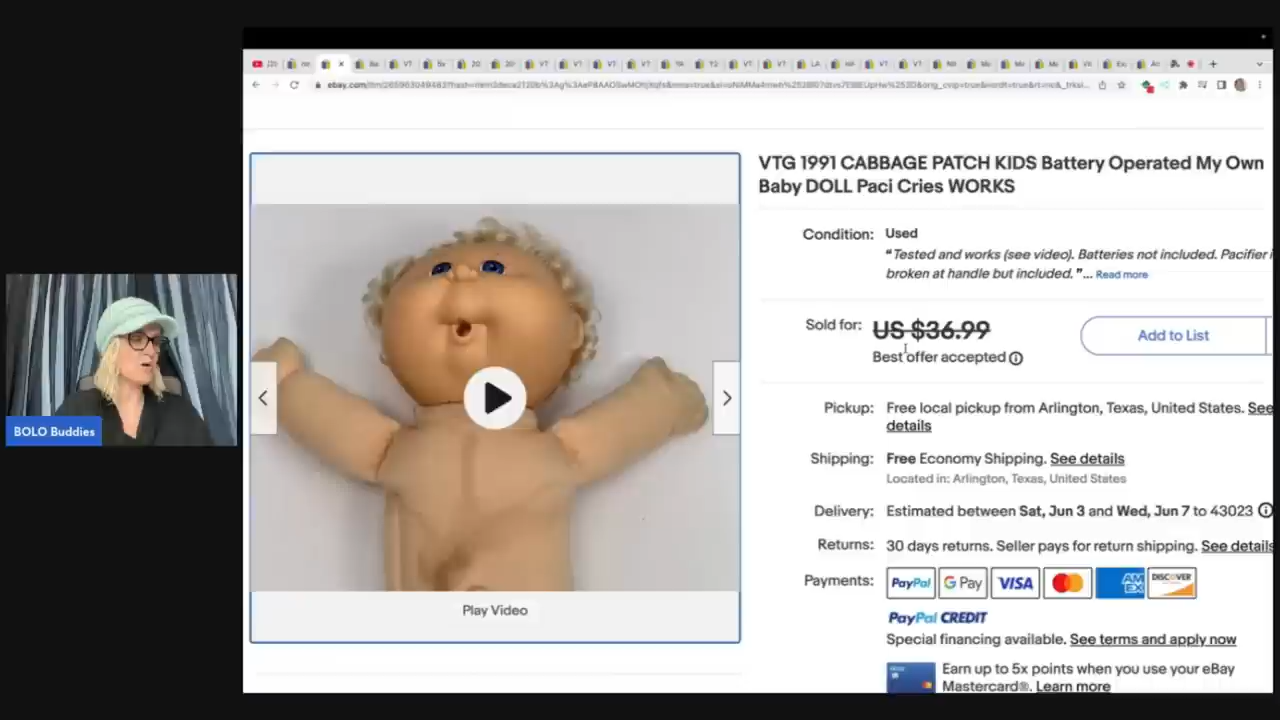 VTG 1991 CABBAGE PATCH KIDS Battery Operated My Own
Baby DOLL Paci Cries WORKS
Condition: Used
"Tested and works (see video). Batteries not included. Pacifier
broken at handle but included." ... Read more
Sold for: US $36.99
Best offer accepted
Add to List
Pickup: Free local pickup from Arlington, Texas, United States. See
details
Shipping: Free Economy Shipping. See details
Located in: Arlington, Texas, United States
Delivery: Estimated between Sat, Jun 3 and Wed, Jun 7 to 43023
Returns: 30 days returns. Seller pays for return shipping. See details
Payments: PayPal G Pay VISA AM EX DISCOVER
PayPal CREDIT
Special financing available. See terms and apply now
Earn up to 5x points when you use your eBay
Mastercard®. Learn more
Play Video
BOLO Buddies